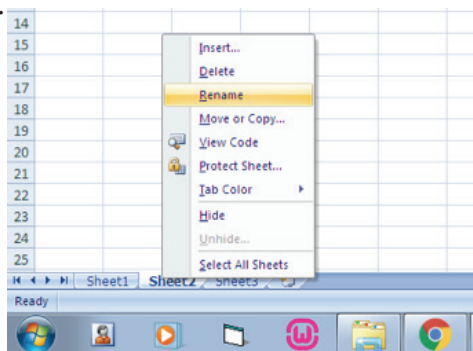 14
15
Insert...
16
Delete
17
Rename
18
Move or Copy...
19
View Code
20
21
Protect Sheet...
22
Tab Color
23
Hide
24
Unhide...
25
Select All Sheets
Sheet1 Sheet2 Sheet3
Ready